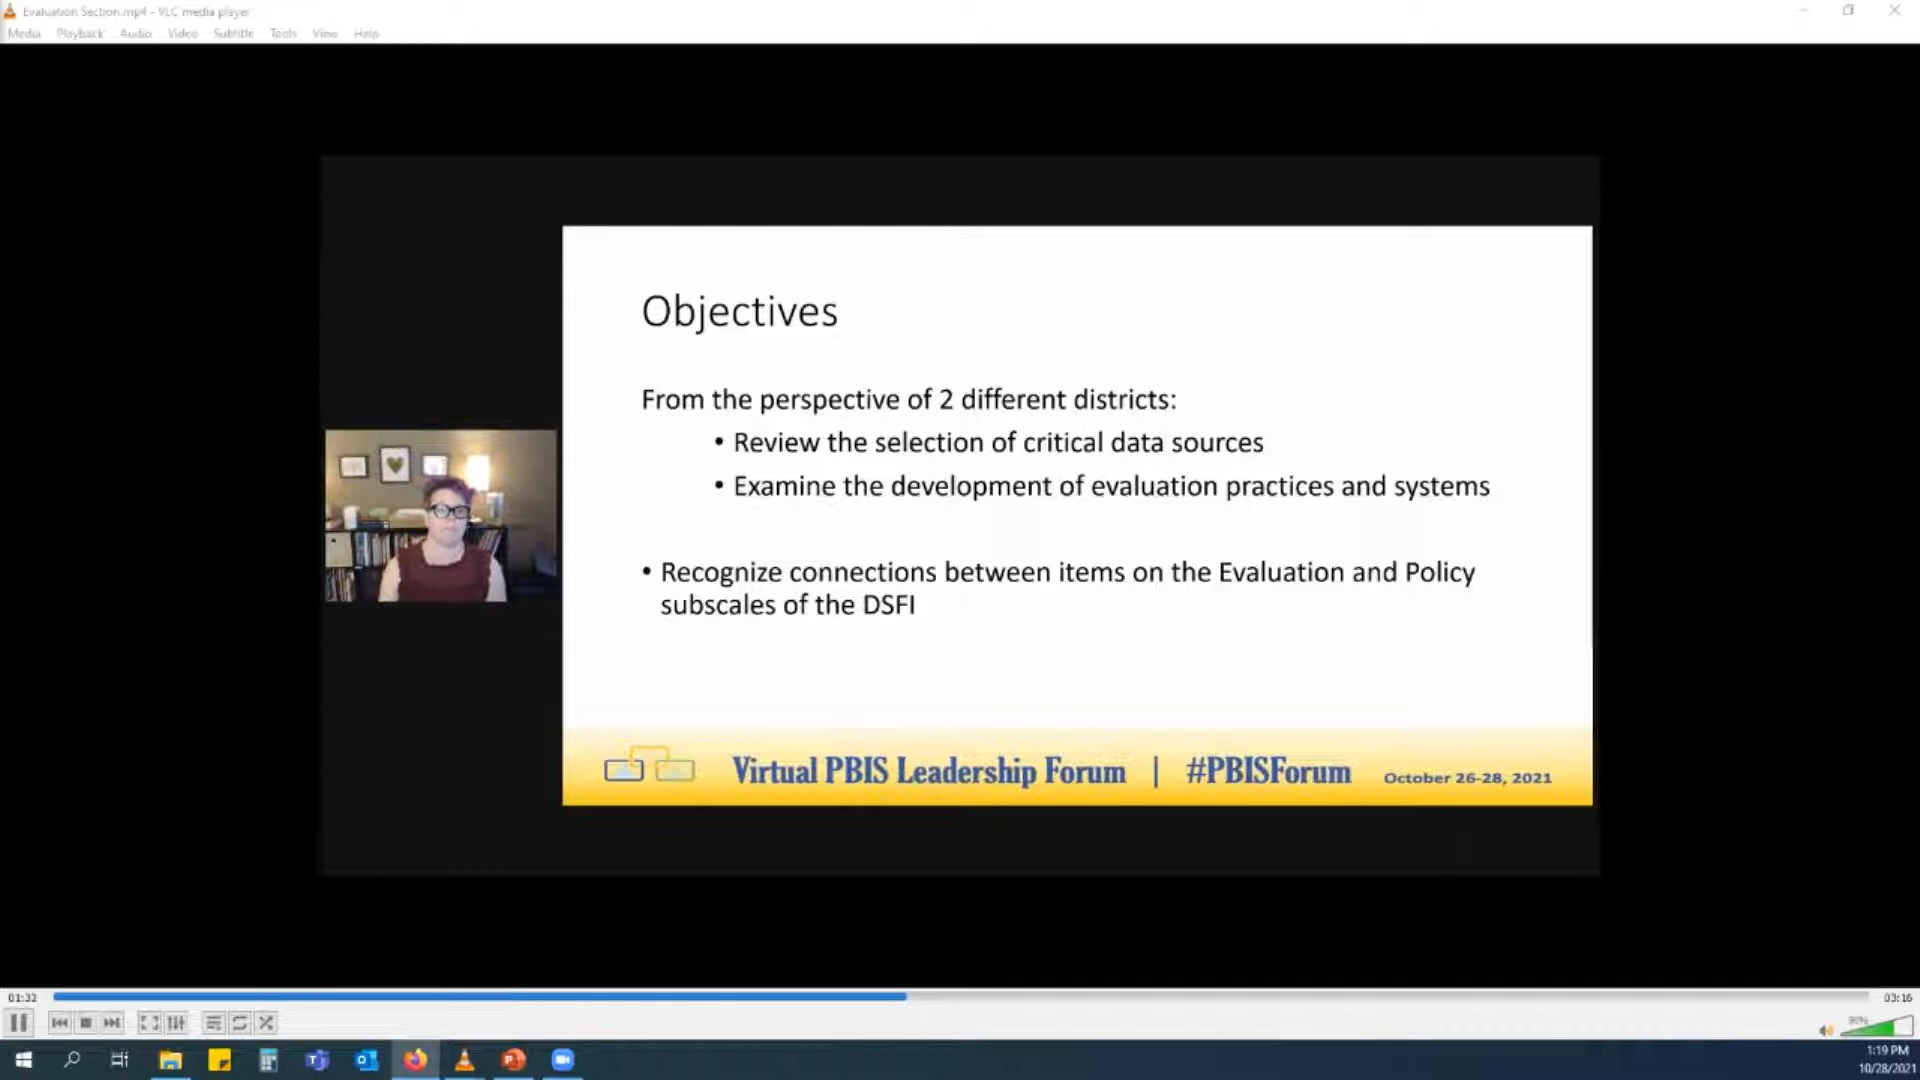 Evaluation Section.mp4 - VLC media player
Media Playback Audio Video Subtitle Tools View Help
Objectives
From the perspective of 2 different districts:
• Review the selection of critical data sources
• Examine the development of evaluation practices and systems
• Recognize connections between items on the Evaluation and Policy
subscales of the DSFI
Virtual PBIS Leadership Forum | #PBISForum October 26-28, 2021
01:32
03:16
90%
1:19 PM
10/28/2021